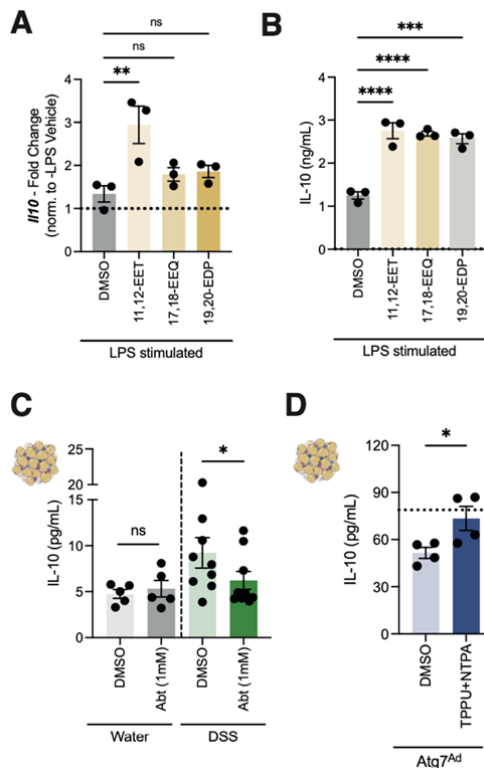 A
ns
ns
**
Il10 - Fold Change
(norm. to -LPS Vehicle)
4
3
2
1
0
DMSO
11,12-EET
17,18-EEQ
19,20-EDP
LPS stimulated
B
***
****
****
IL-10 (ng/mL)
4
3
2
1
0
DMSO
11,12-EET
17,18-EEQ
19,20-EDP
LPS stimulated
C
IL-10 (pg/mL)
25
20
15
10
5
0
ns
*
DMSO
Abt (1mM)
DMSO
Abt (1mM)
Water
DSS
D
*
IL-10 (pg/mL)
120
90
60
30
0
DMSO
TPPU+NTPA
Atg7Ad